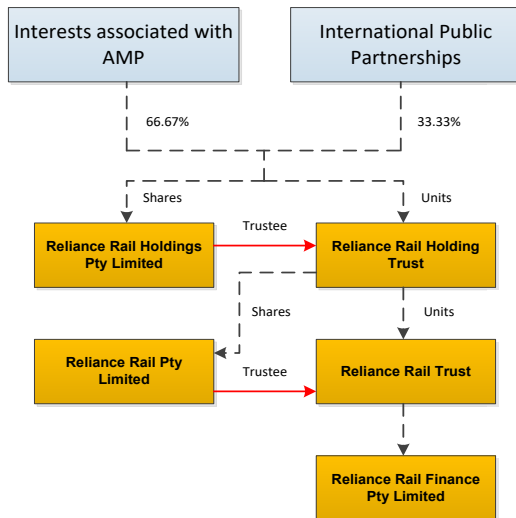 Interests associated with
AMP
International Public
Partnerships
66.67%
33.33%
Shares
Units
Reliance Rail Holdings
Pty Limited
Trustee
Reliance Rail Holding
Trust
Shares
Units
Reliance Rail Pty
Limited
Trustee
Reliance Rail Trust
Reliance Rail Finance
Pty Limited